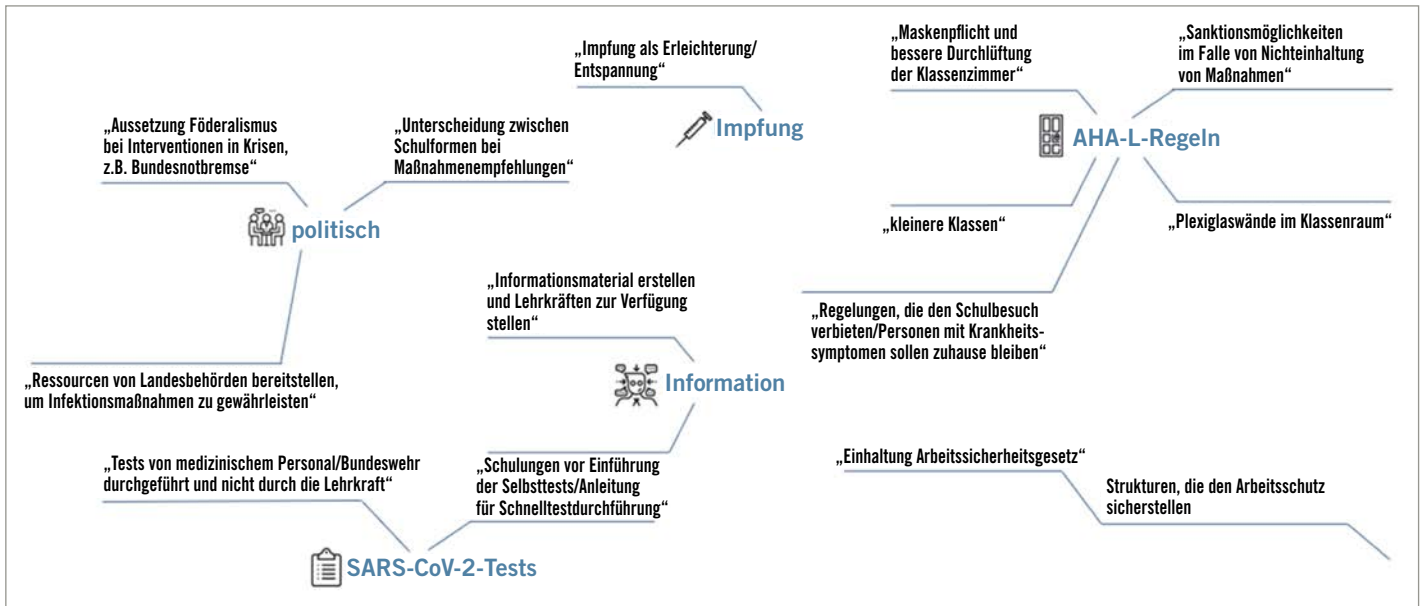 „Impfung als Erleichterung/
Entspannung“
Impfung
„Maskenpflicht und
bessere Durchlüftung
der Klassenzimmer“
„Sanktionsmöglichkeiten
im Falle von Nichteinhaltung
von Maßnahmen“
AHA-L-Regeln
„kleinere Klassen“
„Plexiglaswände im Klassenraum“
„Regelungen, die den Schulbesuch
verbieten/Personen mit Krankheits-
symptomen sollen zuhause bleiben“
„Aussetzung Föderalismus
bei Interventionen in Krisen,
z.B. Bundesnotbremse“
„Unterscheidung zwischen
Schulformen bei
Maßnahmenempfehlungen“
politisch
„Ressourcen von Landesbehörden bereitstellen,
um Infektionsmaßnahmen zu gewährleisten“
„Informationsmaterial erstellen
und Lehrkräften zur Verfügung
stellen“
Information
„Tests von medizinischem Personal/Bundeswehr
durchgeführt und nicht durch die Lehrkraft“
„Schulungen vor Einführung
der Selbsttests/Anleitung
für Schnelltestdurchführung“
SARS-CoV-2-Tests
„Einhaltung Arbeitssicherheitsgesetz“
Strukturen, die den Arbeitsschutz
sicherstellen